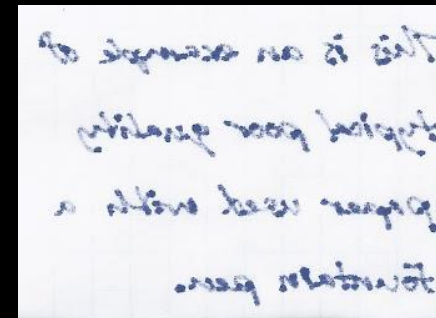 This is an example of
typical poor quality
paper used with a
fountain pen.